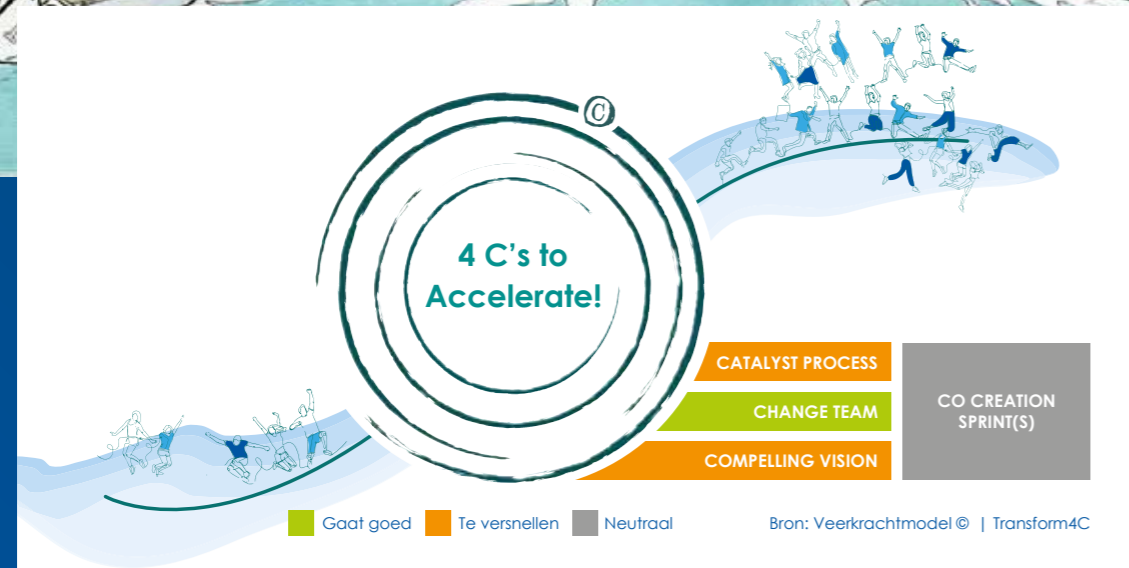 C
4 C's to
Accelerate!
CATALYST PROCESS
CHANGE TEAM
COMPELLING VISION
CO CREATION
SPRINT(S)
Gaat goed
Te versnellen
Neutraal
Bron: Veerkrachtmodel © | Transform4C